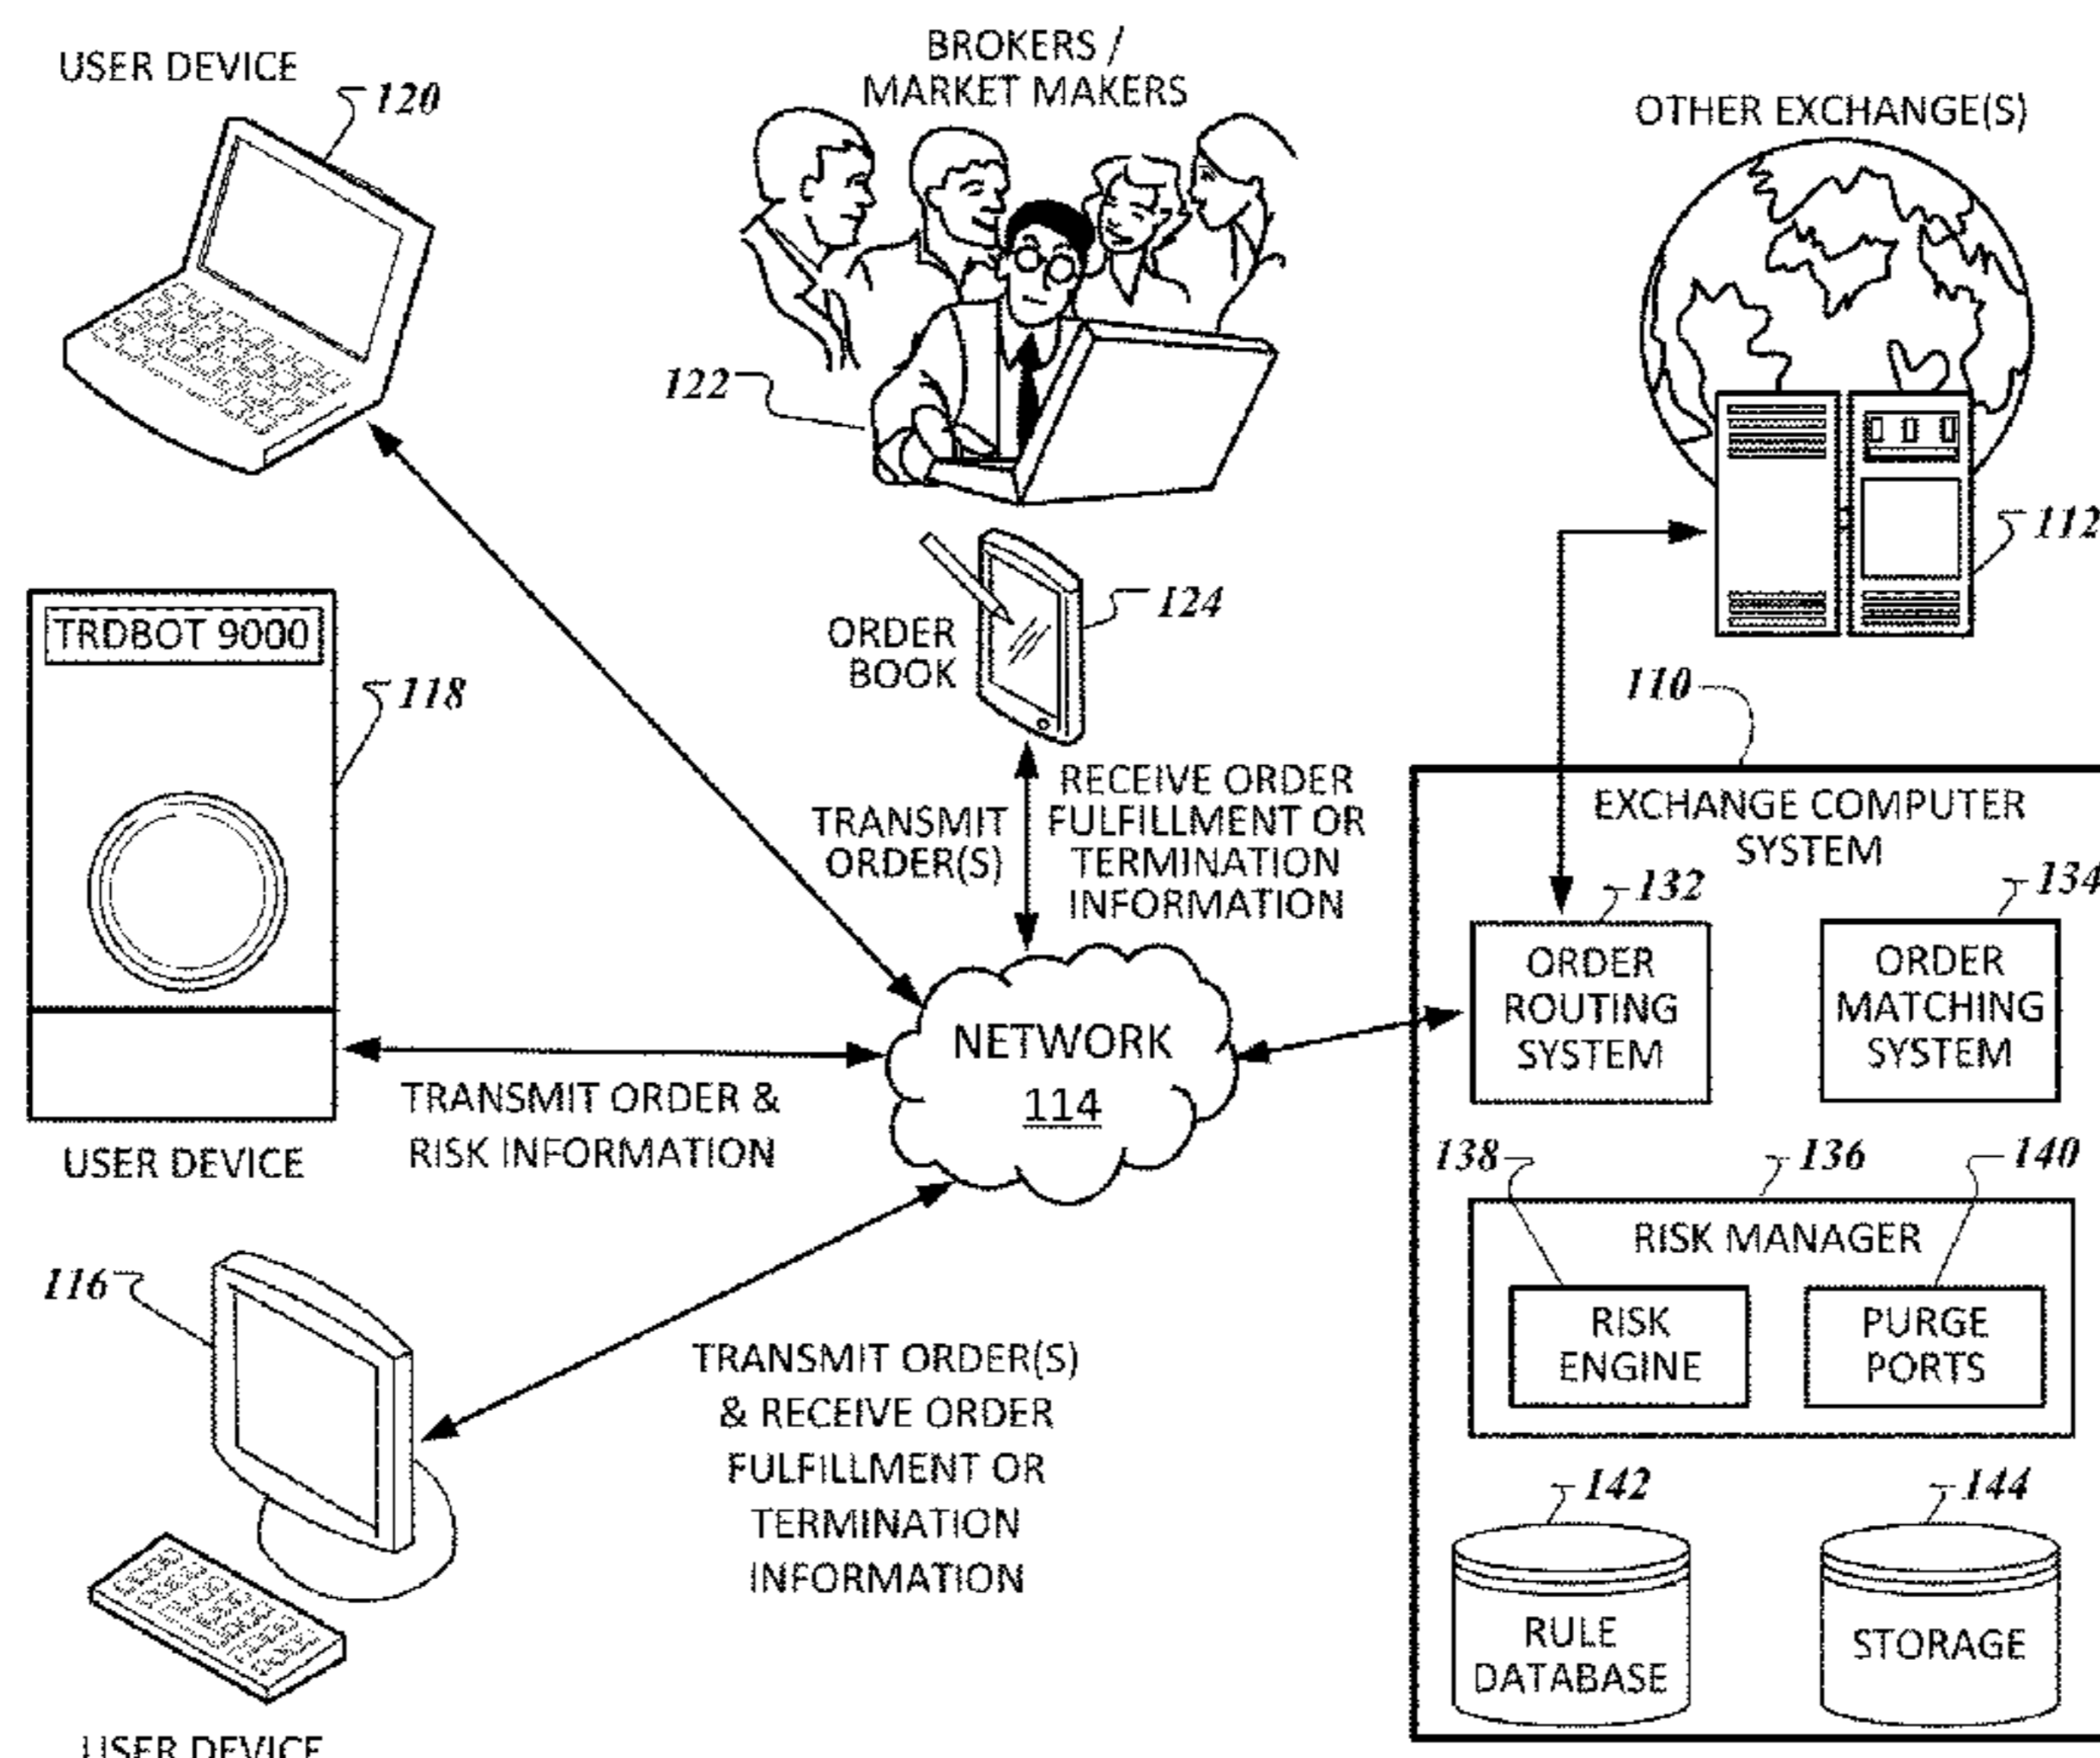 USER DEVICE
120
BROKERS /
MARKET MAKERS
122
OTHER EXCHANGE(S)
112
TRDBOT 9000
118
USER DEVICE
ORDER
BOOK
124
TRANSMIT
ORDER(S)
RECEIVE ORDER
FULFILLMENT OR
TERMINATION
INFORMATION
TRANSMIT ORDER &
RISK INFORMATION
NETWORK
114
116
USER DEVICE
TRANSMIT ORDER(S)
& RECEIVE ORDER
FULFILLMENT OR
TERMINATION
INFORMATION
110
EXCHANGE COMPUTER
SYSTEM
132
ORDER
ROUTING
SYSTEM
134
ORDER
MATCHING
SYSTEM
138
136
140
RISK MANAGER
RISK
ENGINE
PURGE
PORTS
142
RULE
DATABASE
144
STORAGE